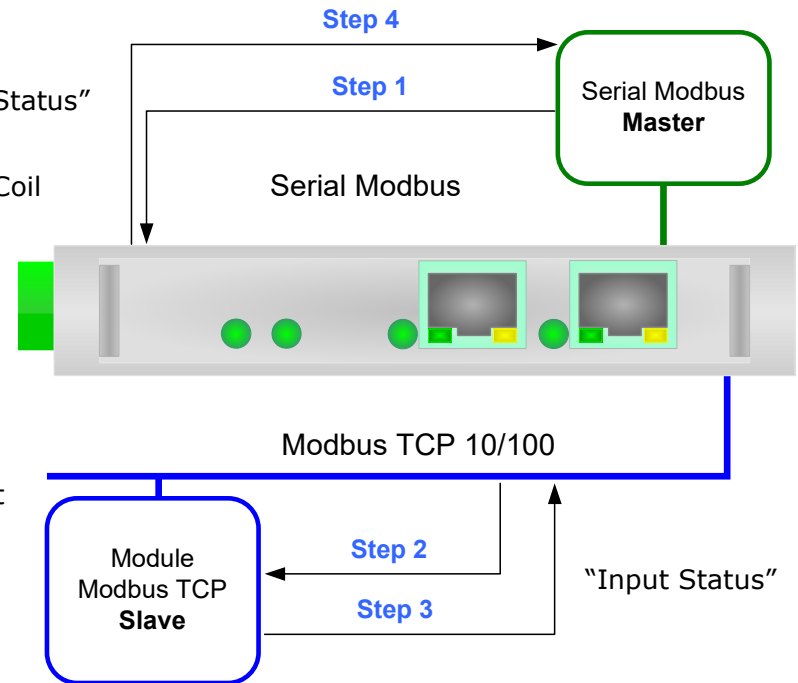 Step 4
Status”
Step 1
Serial Modbus
Master
Coil
Serial Modbus
Modbus TCP 10/100
Module
Modbus TCP
Slave
Step 2
Step 3
“Input Status”